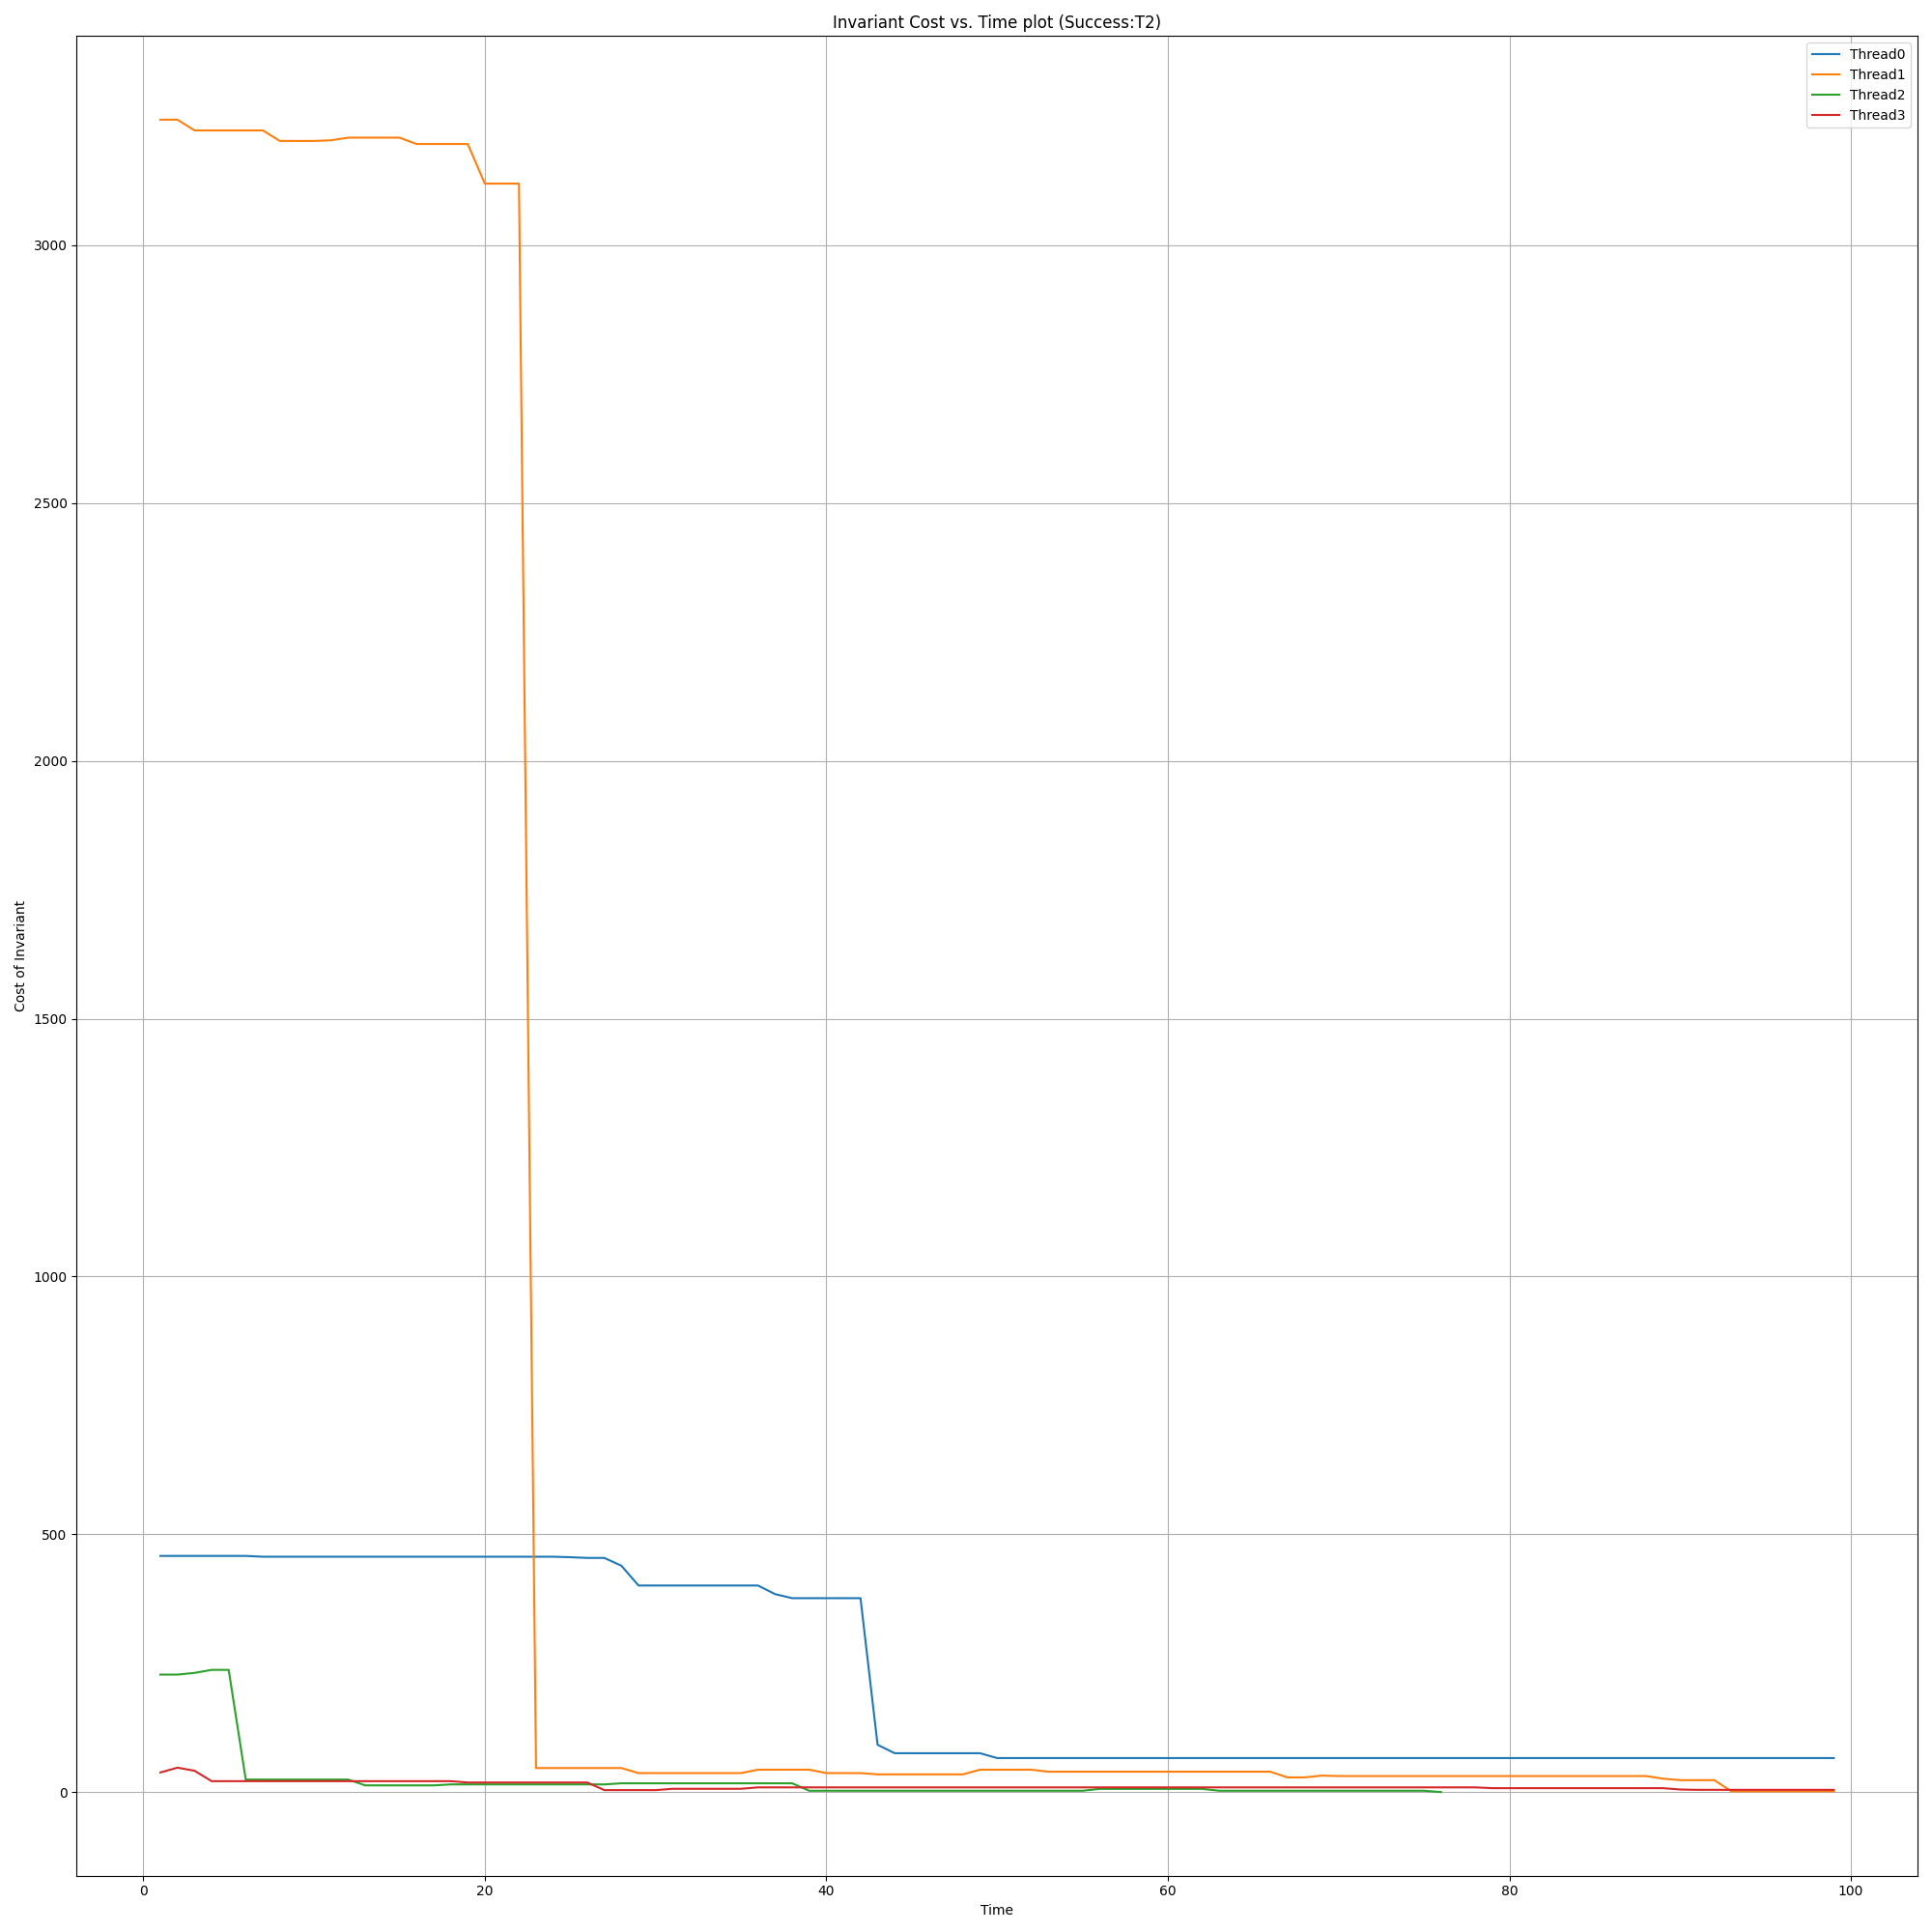 Invariant Cost vs. Time plot (Success:T2)
Thread0
Thread1
Thread2
Thread3
3000
2500
2000
1500
1000
500
0
Cost of Invariant
0 20 40 60 80 100
Time